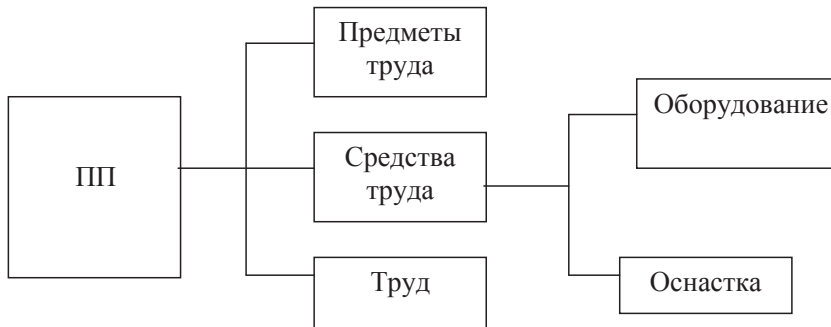 Предметы
труда
Оборудование
ПП
Средства
труда
Труд
Оснастка